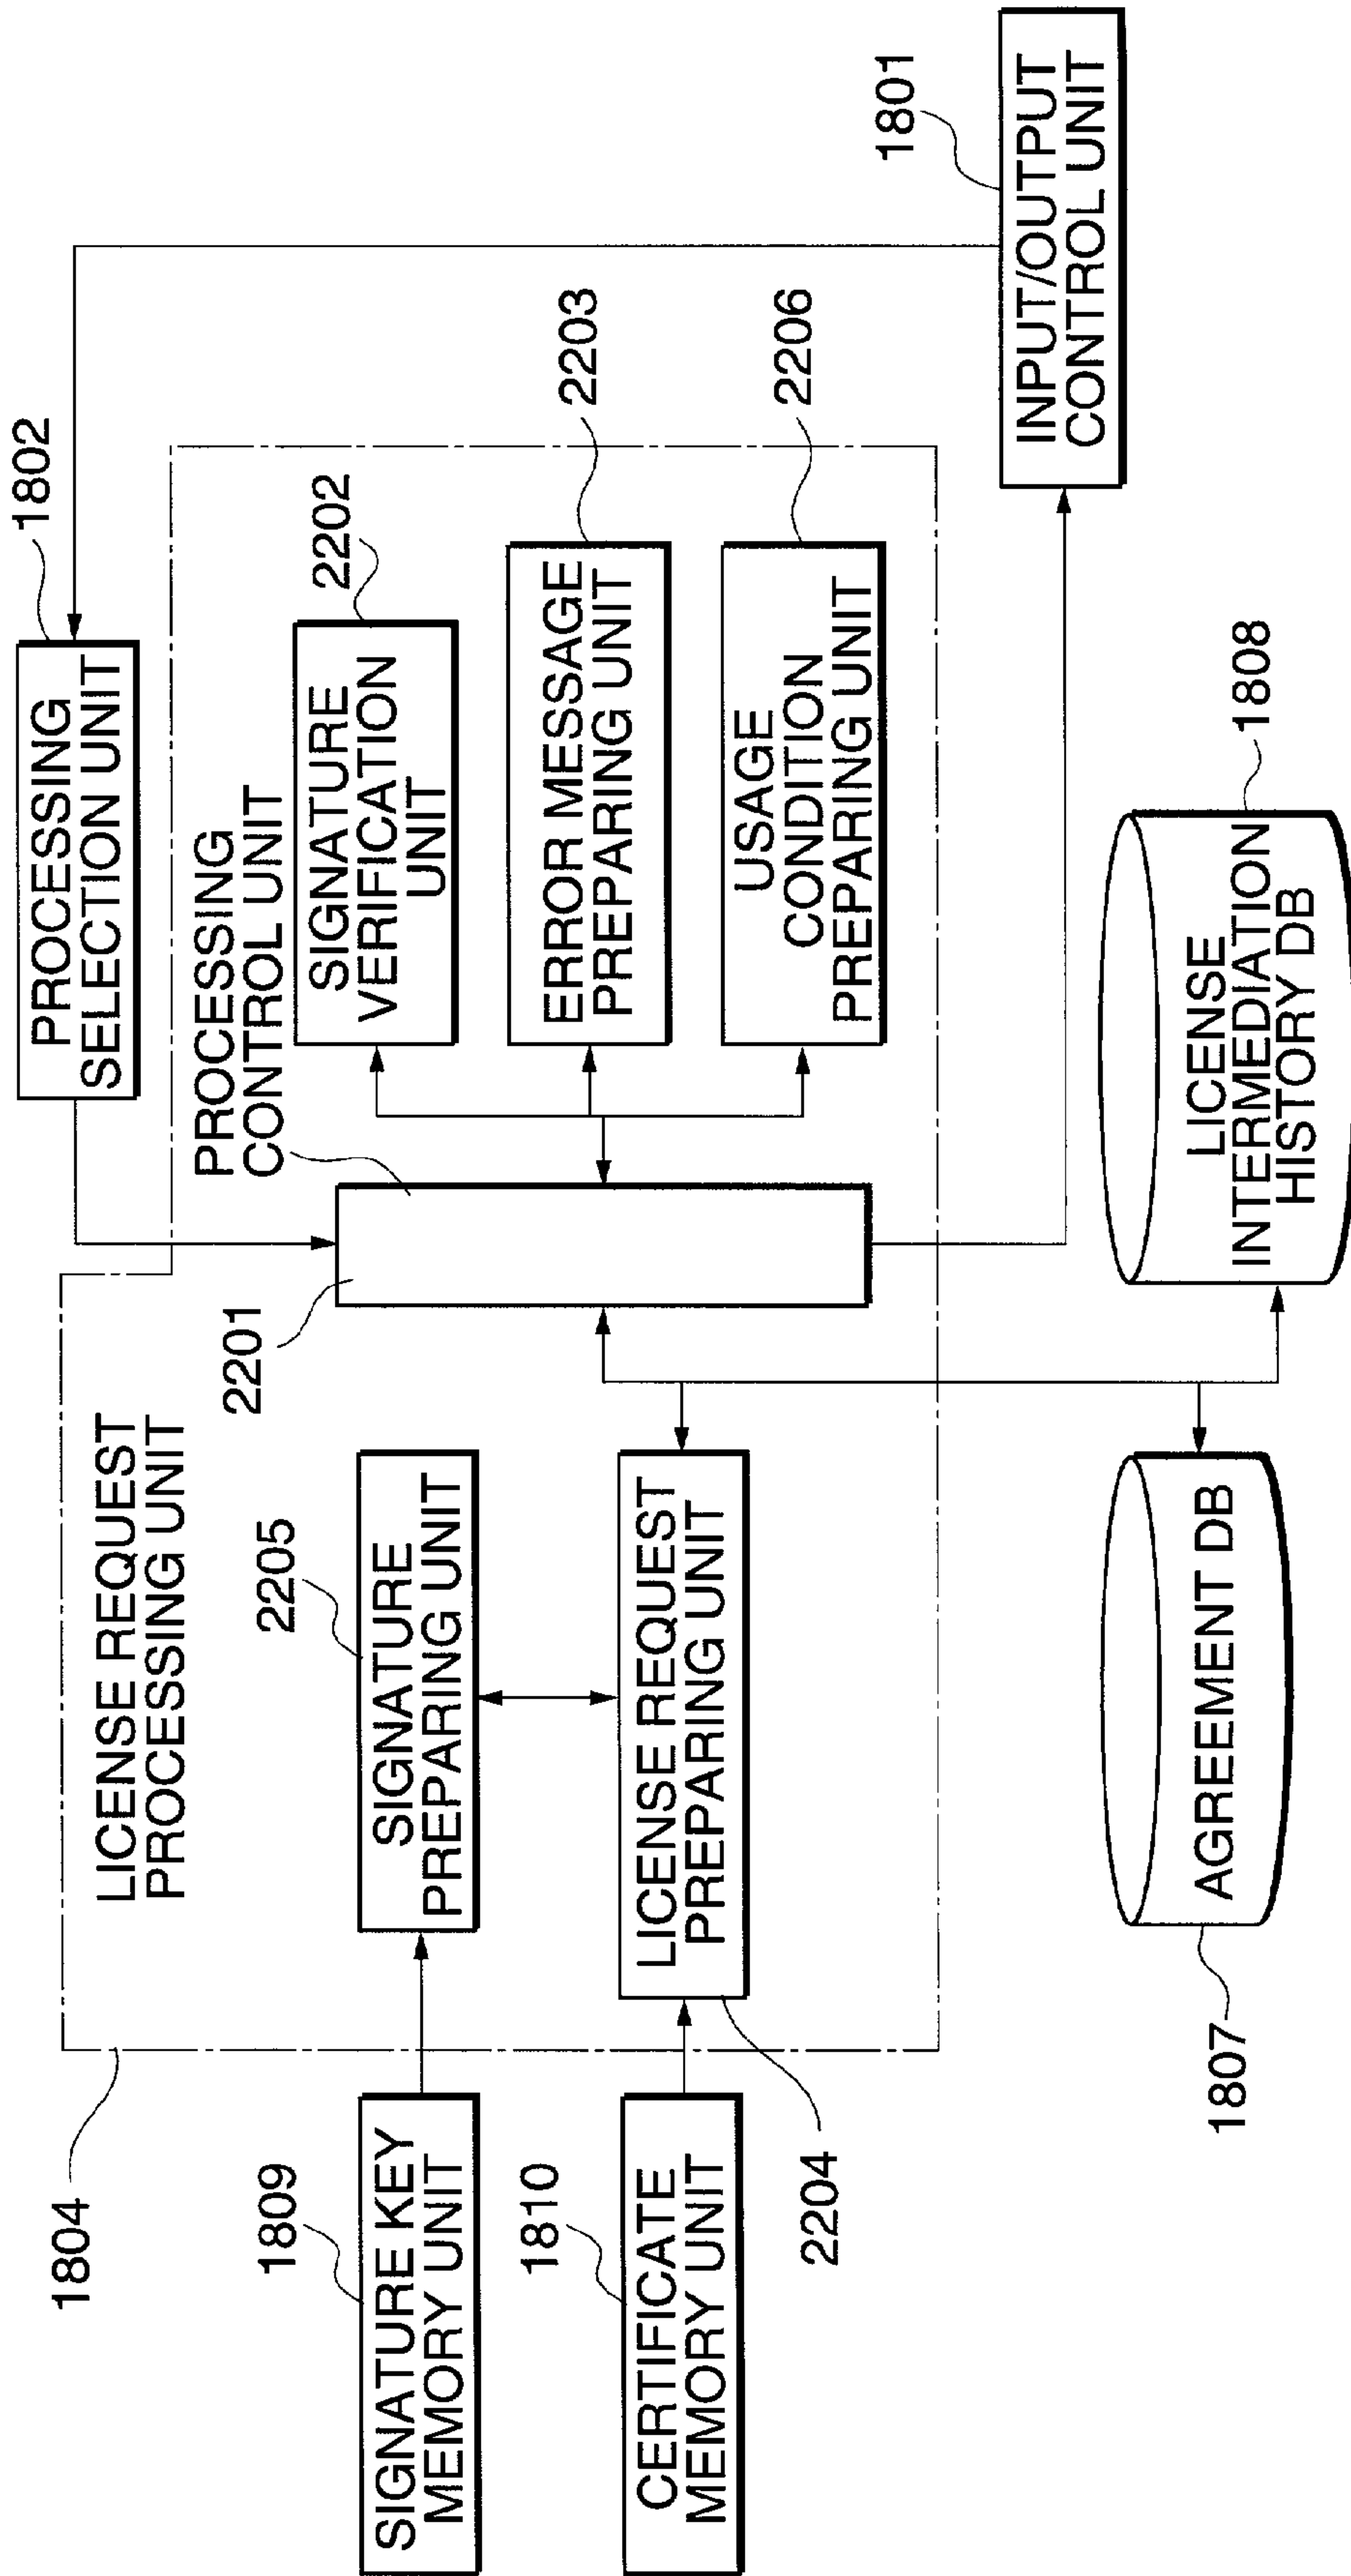 1802
PROCESSING
SELECTION UNIT
1801
INPUT/OUTPUT
CONTROL UNIT
1804
LICENSE REQUEST
PROCESSING UNIT
PROCESSING
CONTROL UNIT
2201
2202
SIGNATURE
VERIFICATION
UNIT
2203
ERROR MESSAGE
PREPARING UNIT
2206
USAGE
CONDITION
PREPARING UNIT
1809
SIGNATURE KEY
MEMORY UNIT
2205
SIGNATURE
PREPARING UNIT
1810
CERTIFICATE
MEMORY UNIT
LICENSE REQUEST
PREPARING UNIT
2204
1807
AGREEMENT DB
LICENSE
INTERMEDIATION
HISTORY DB
1808